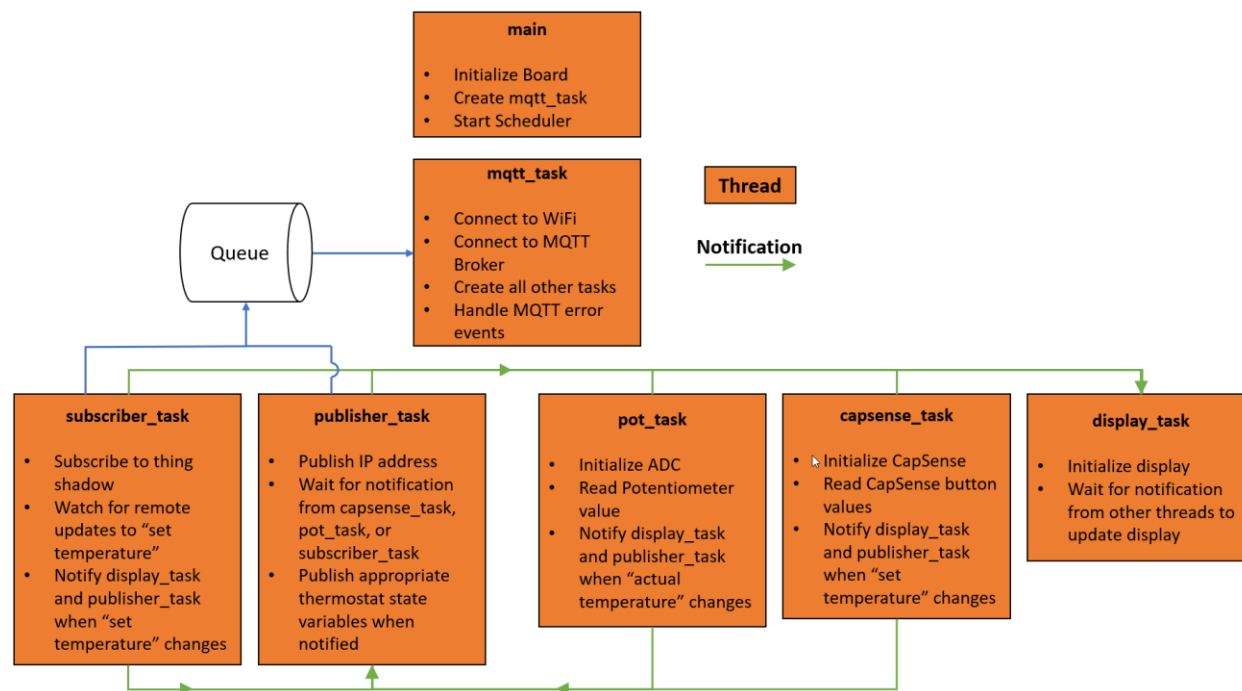 main
• Initialize Board
• Create mqtt_task
• Start Scheduler
mqtt_task
• Connect to WiFi
• Connect to MQTT
Broker
• Create all other tasks
• Handle MQTT error
events
Thread
Notification
Queue
subscriber_task
• Subscribe to thing
shadow
• Watch for remote
updates to “set
temperature”
• Notify display_task
and publisher_task
when “set
temperature” changes
publisher_task
• Publish IP address
• Wait for notification
from capsense_task,
pot_task, or
subscriber_task
• Publish appropriate
thermostat state
variables when
notified
pot_task
• Initialize ADC
• Read Potentiometer
value
• Notify display_task
and publisher_task
when “actual
temperature” changes
capsense_task
• Initialize CapSense
• Read CapSense button
values
• Notify display_task
and publisher_task
when “set
temperature” changes
display_task
• Initialize display
• Wait for notification
from other threads to
update display